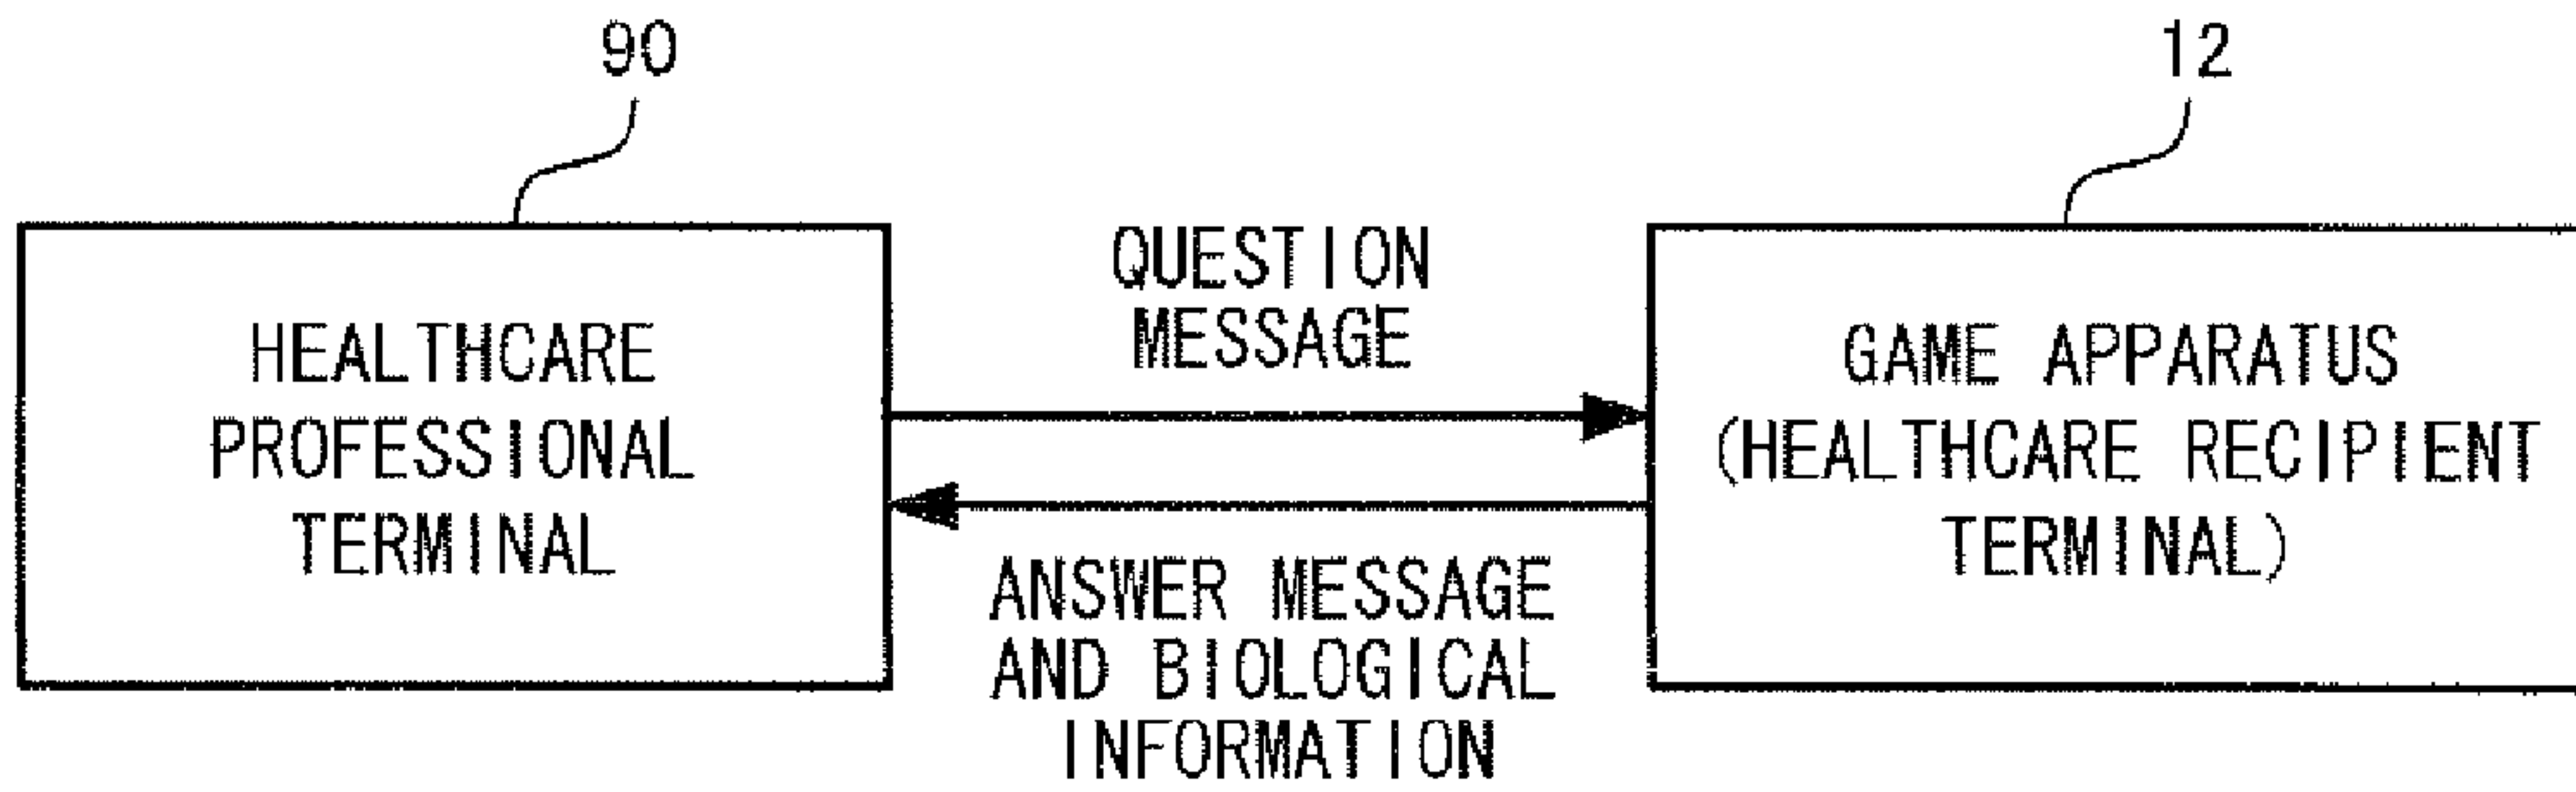 90
12
HEALTHCARE
PROFESSIONAL
TERMINAL
QUESTION
MESSAGE
ANSWER MESSAGE
AND BIOLOGICAL
INFORMATION
GAME APPARATUS
(HEALTHCARE RECIPIENT
TERMINAL)